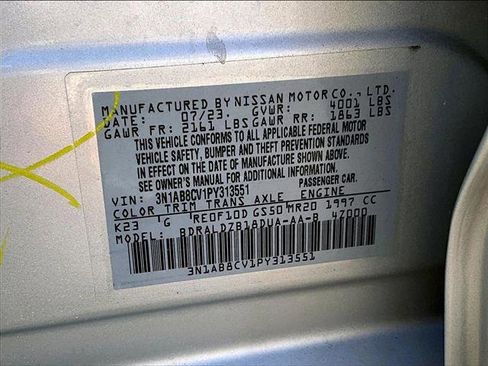 MANUFACTURED BY NISSAN MOTOR CO., LTD.
DATE: 07/23 GVWR: 4001 LBS
GAWR FR: 2161 LBS GAWR RR: 1863 LBS
THIS VEHICLE CONFORMS TO ALL APPLICABLE FEDERAL MOTOR
VEHICLE SAFETY, BUMPER AND THEFT PREVENTION STANDARDS
IN EFFECT ON THE DATE OF MANUFACTURE SHOWN ABOVE.
SEE OWNER'S MANUAL FOR ADDITIONAL INFORMATION.
VIN: 3N1AB8CV1PY313551 PASSENGER CAR.
COLOR TRIM TRANS AXLE ENGINE
K23 G RE0F10D GS50 MR20 1997 CC
MODEL: BDRALDZB18DUA-AA-B 4Z000
3N1AB8CV1PY313551